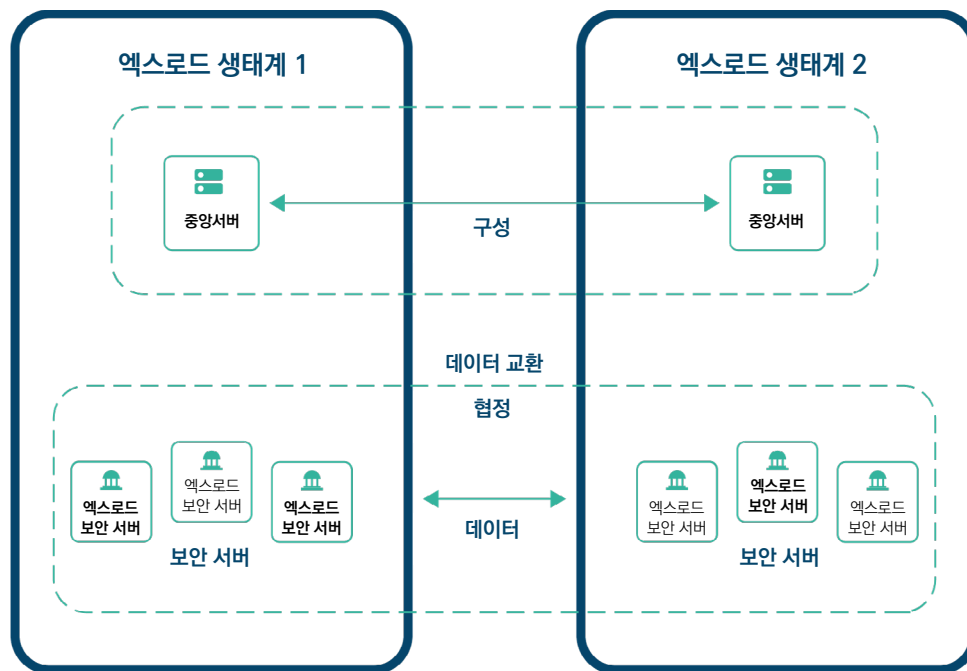 엑스로드 생태계 1
엑스로드 생태계 2
중앙서버
구성
중앙서버
데이터 교환
협정
엑스로드
보안 서버
엑스로드
보안 서버
엑스로드
보안 서버
보안 서버
데이터
엑스로드
보안 서버
엑스로드
보안 서버
엑스로드
보안 서버
보안 서버